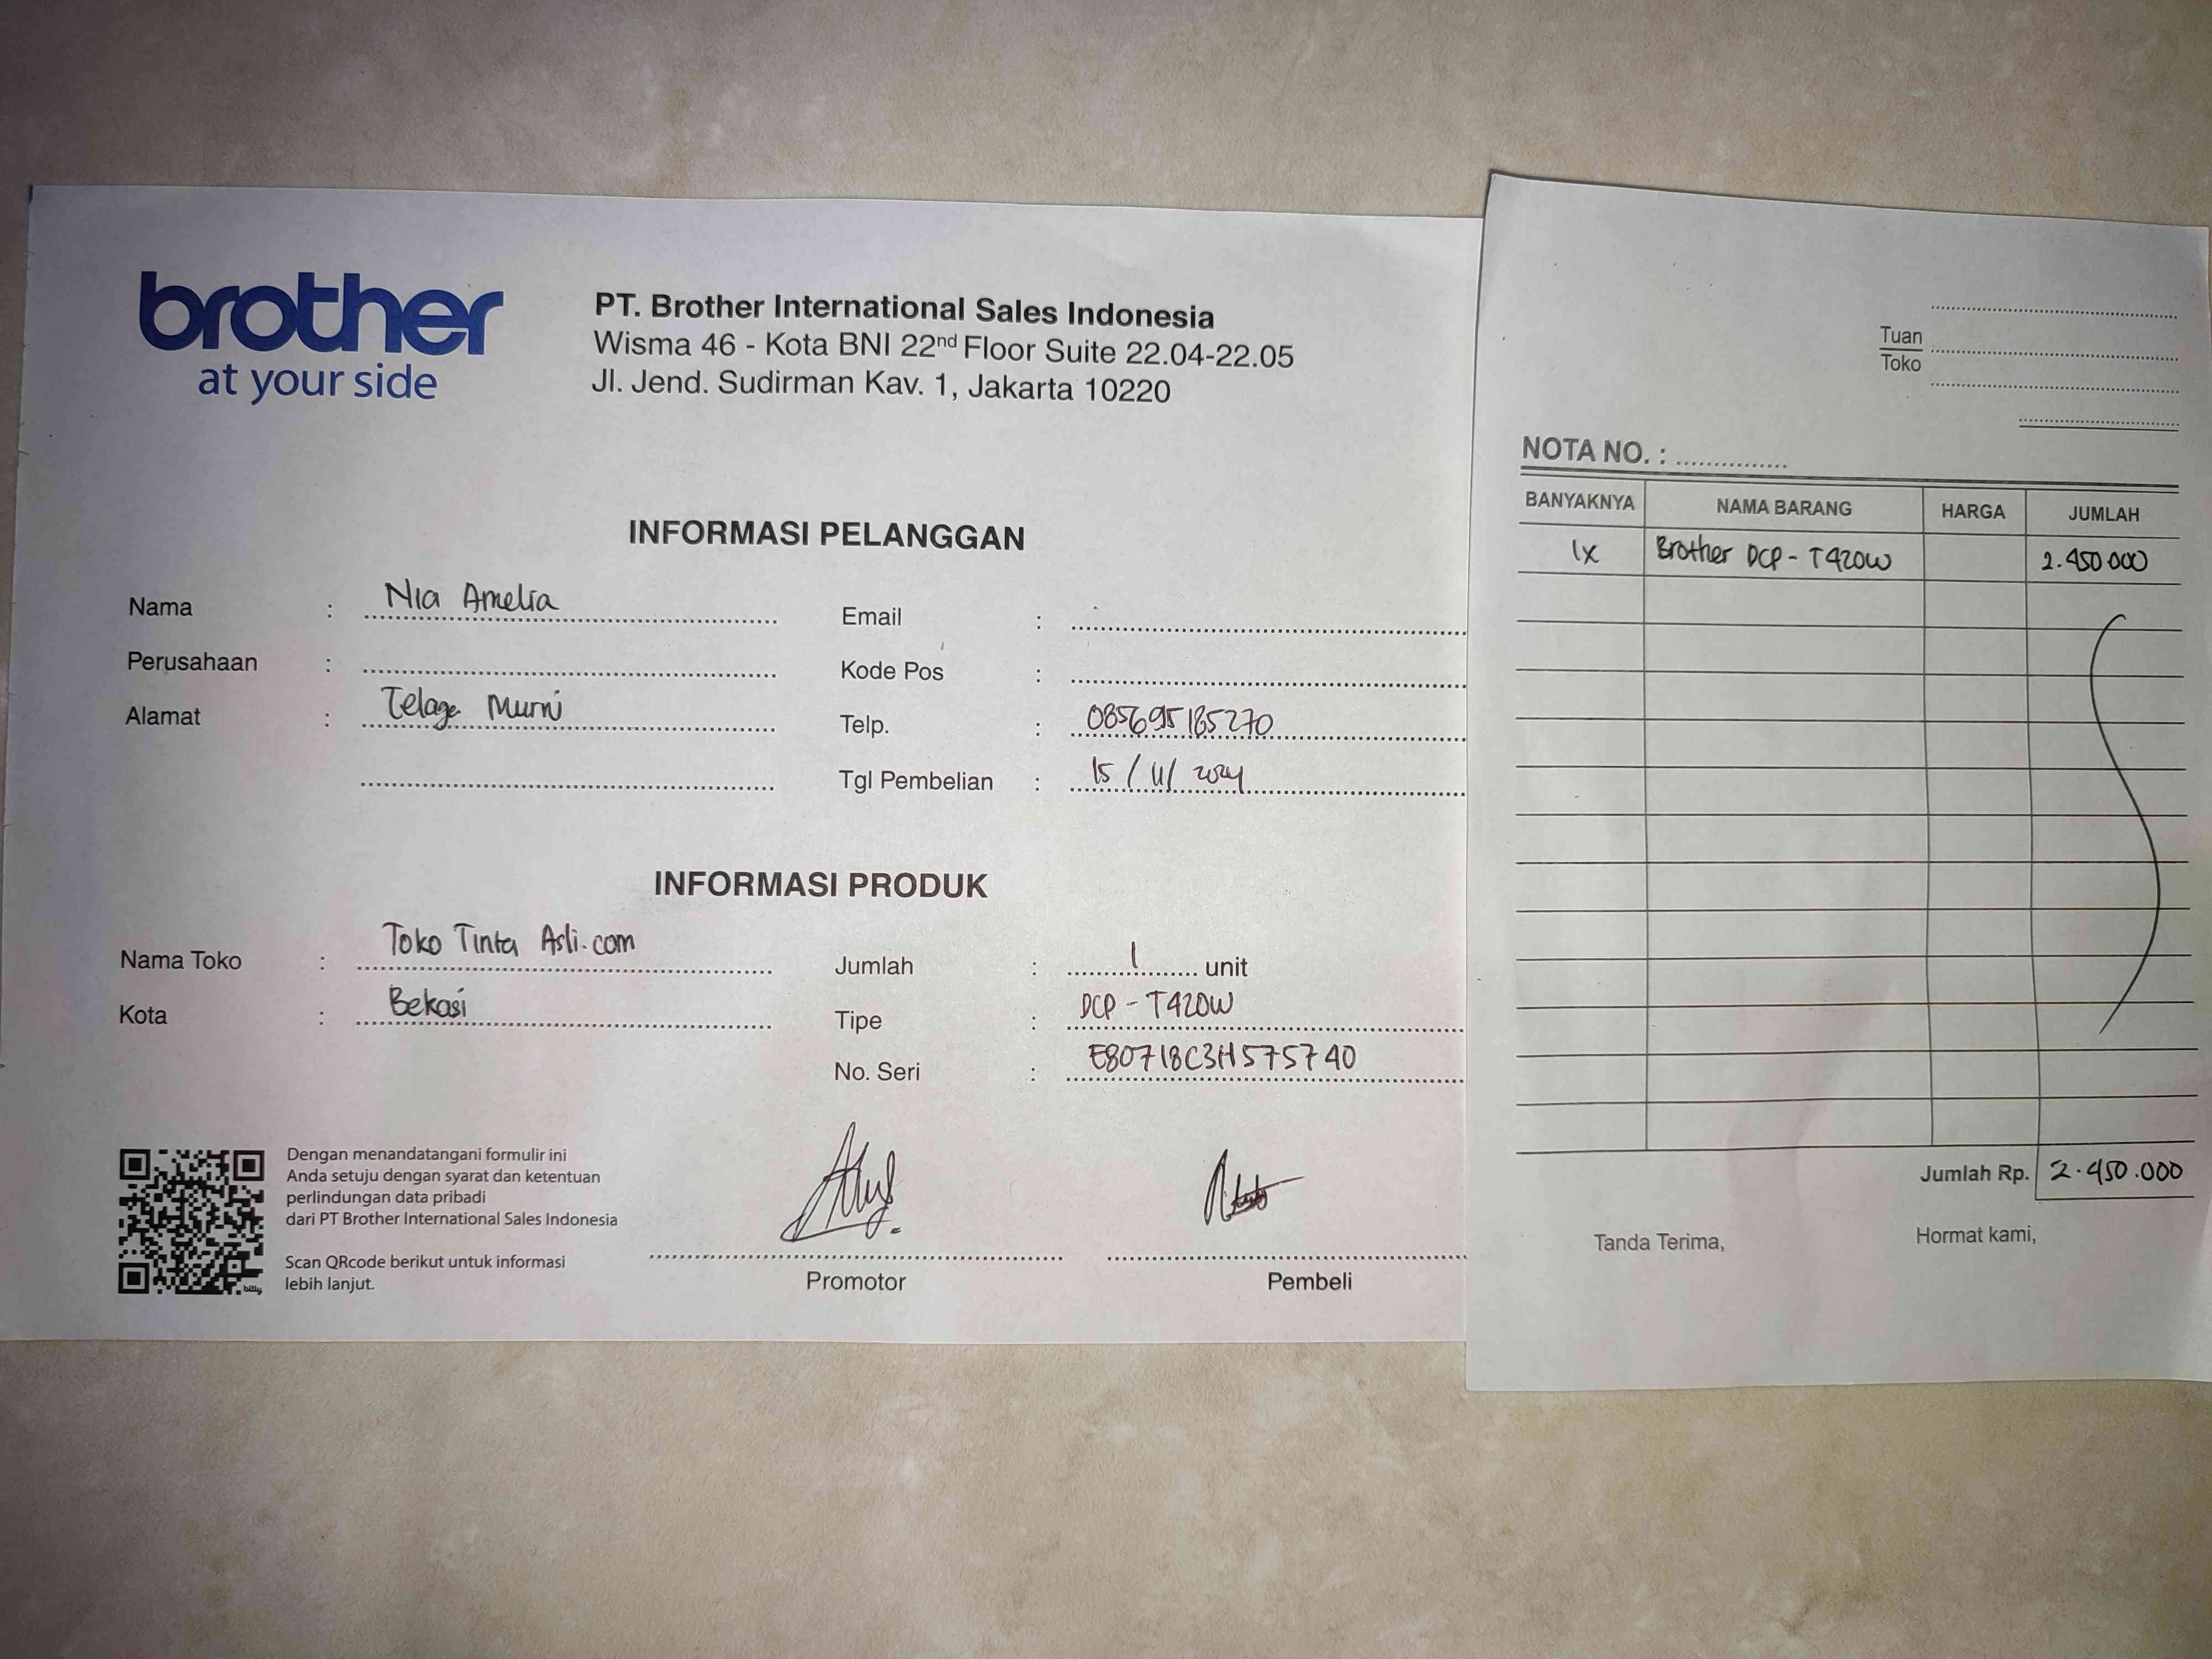 brother
at your side
PT. Brother International Sales Indonesia
Wisma 46 - Kota BNI 22nd Floor Suite 22.04-22.05
Jl. Jend. Sudirman Kav. 1, Jakarta 10220
INFORMASI PELANGGAN
Nama : Nia Amelia
Perusahaan :
Alamat : Telaga Murni
Email :
Kode Pos :
Telp. : 085695185270
Tgl Pembelian : 15 / 11 / 2024
INFORMASI PRODUK
Nama Toko : Toko Tinta Asli.com
Kota : Bekasi
Jumlah : 1 unit
Tipe : DCP - T420W
No. Seri : E80718C3H575740
Dengan menandatangani formulir ini
Anda setuju dengan syarat dan ketentuan
perlindungan data pribadi
dari PT Brother International Sales Indonesia
Scan QRcode berikut untuk informasi
lebih lanjut.
bitly
Promotor
Pembeli
Tuan
Toko
NOTA NO. :
BANYAKNYA NAMA BARANG HARGA JUMLAH
1x Brother DCP - T420W 2.450.000
Jumlah Rp. 2.450.000
Tanda Terima,
Hormat kami,